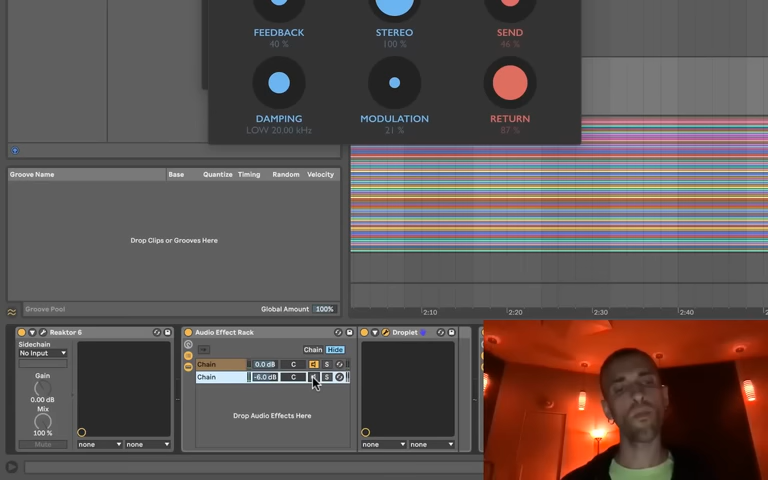 FEEDBACK STEREO SEND
40 % 100 % 46 %
DAMPING MODULATION RETURN
LOW 20.00 kHz 21 % 87 %
Groove Name Base Quantize Timing Random Velocity
Drop Clips or Grooves Here
Groove Pool Global Amount 100%
2:10 2:20 2:30 2:40
Reaktor 6 Audio Effect Rack Droplet
Sidechain
No Input
Chain Hide
Chain 0.0 dB C S
Chain -6.0 dB C S
Gain
0.00 dB
Mix
100 %
Mute
Drop Audio Effects Here
none none none none